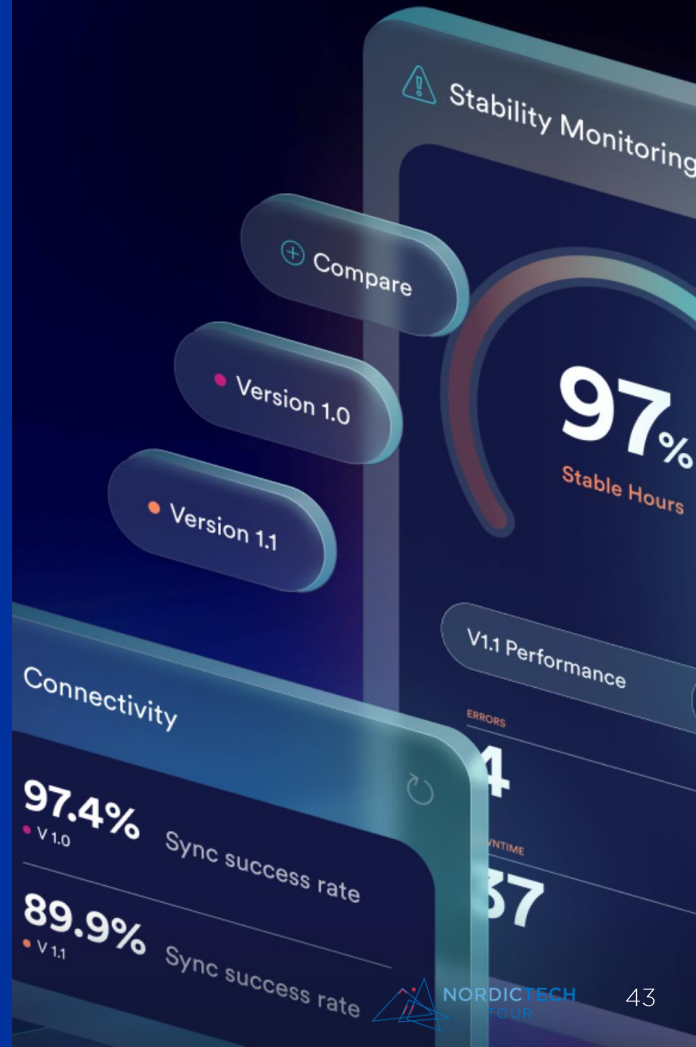 Stability Monitoring
Compare
Version 1.0
Version 1.1
97%
Stable Hours
V1.1 Performance
ERRORS
4
37
Connectivity
97.4% Sync success rate
V 1.0
89.9% Sync success rate
V 1.1
NORDICTECH
TOUR
43